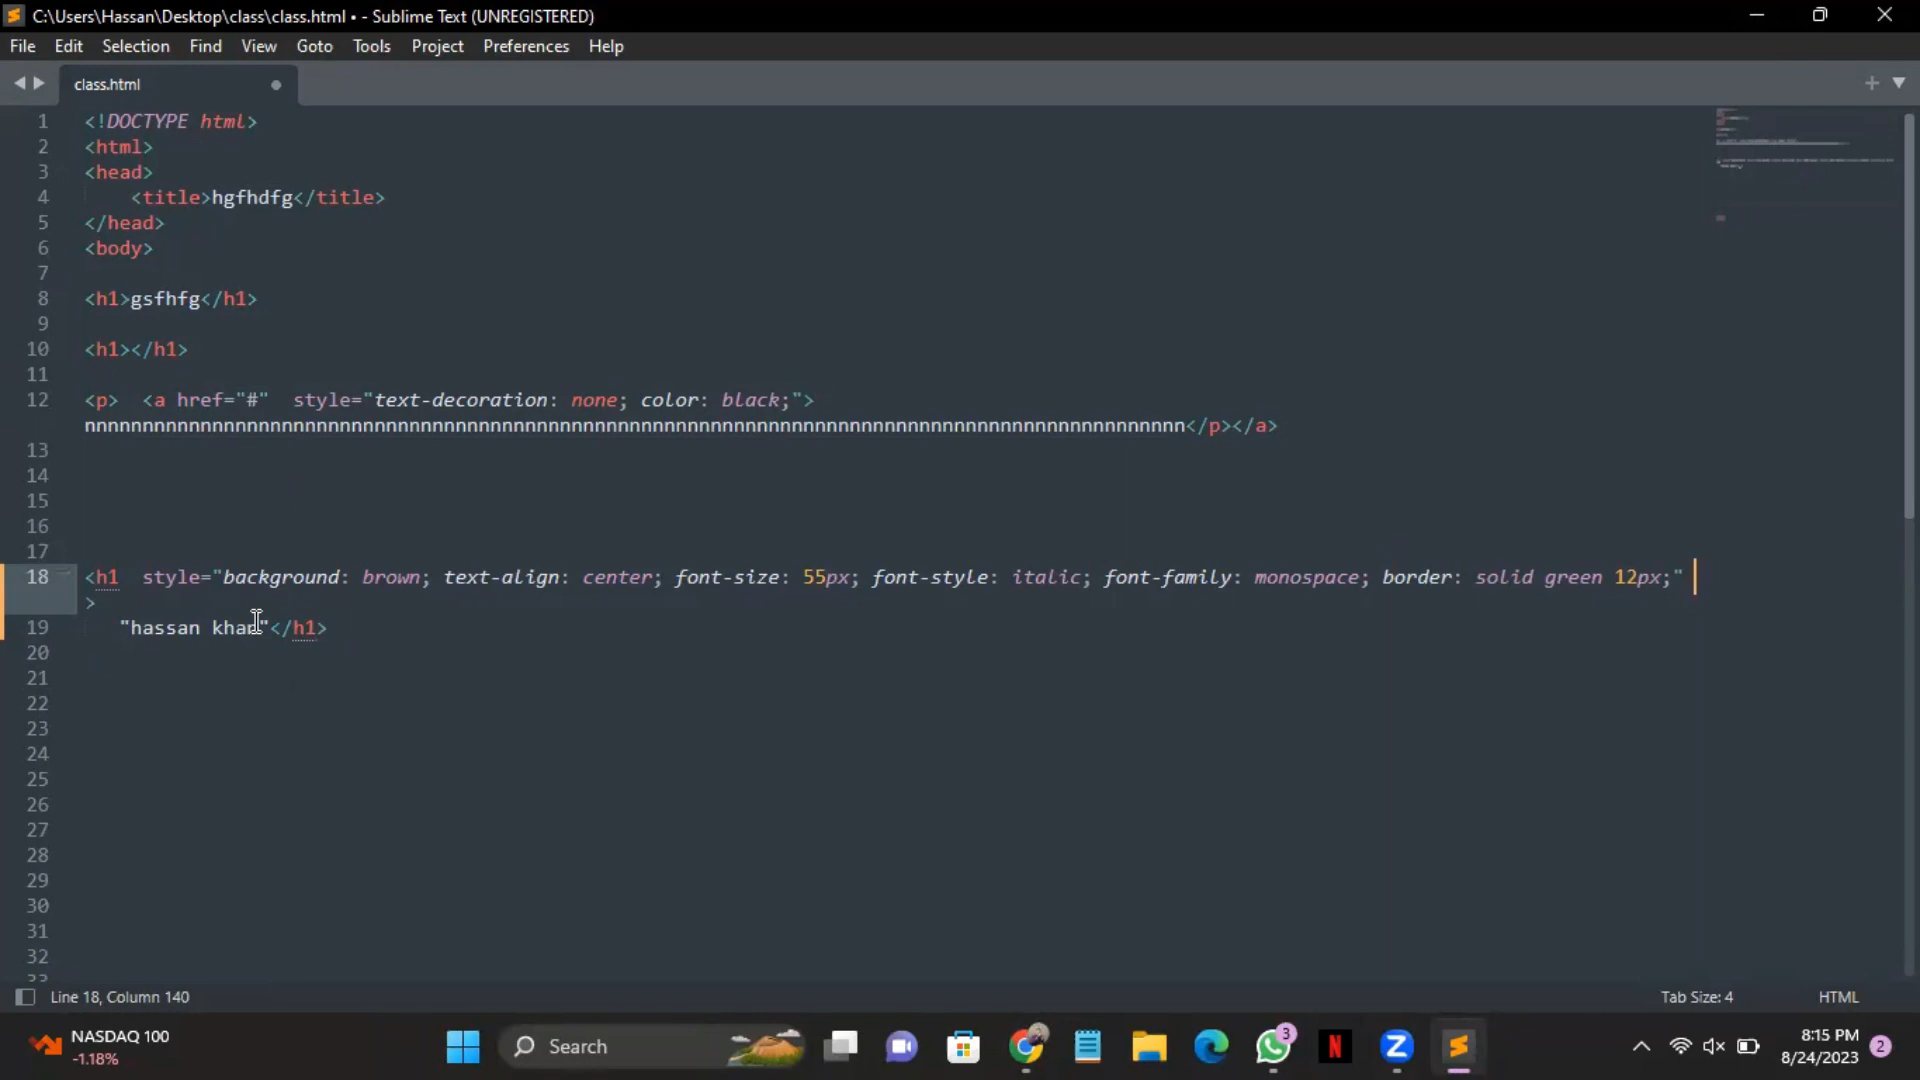 C:\Users\Hassan\Desktop\class\class.html • - Sublime Text (UNREGISTERED)
File Edit Selection Find View Goto Tools Project Preferences Help
class.html
1 <!DOCTYPE html>
2 <html>
3 <head>
4 <title>hgfhdfg</title>
5 </head>
6 <body>
7
8 <h1>gsfhfg</h1>
9
10 <h1></h1>
11
12 <p> <a href="#" style="text-decoration: none; color: black;">
nnnnnnnnnnnnnnnnnnnnnnnnnnnnnnnnnnnnnnnnnnnnnnnnnnnnnnnnnnnnnnnnnnnnnnnnnnnnnnnnnnnnnnnnnnnnnnn</p></a>
13
14
15
16
17
18 <h1 style="background: brown; text-align: center; font-size: 55px; font-style: italic; font-family: monospace; border: solid green 12px;"
>
19 "hassan khan"</h1>
20
21
22
23
24
25
26
27
28
29
30
31
32
33
Line 18, Column 140 Tab Size: 4 HTML
NASDAQ 100
-1.18%
Search
3
8:15 PM
8/24/2023
2